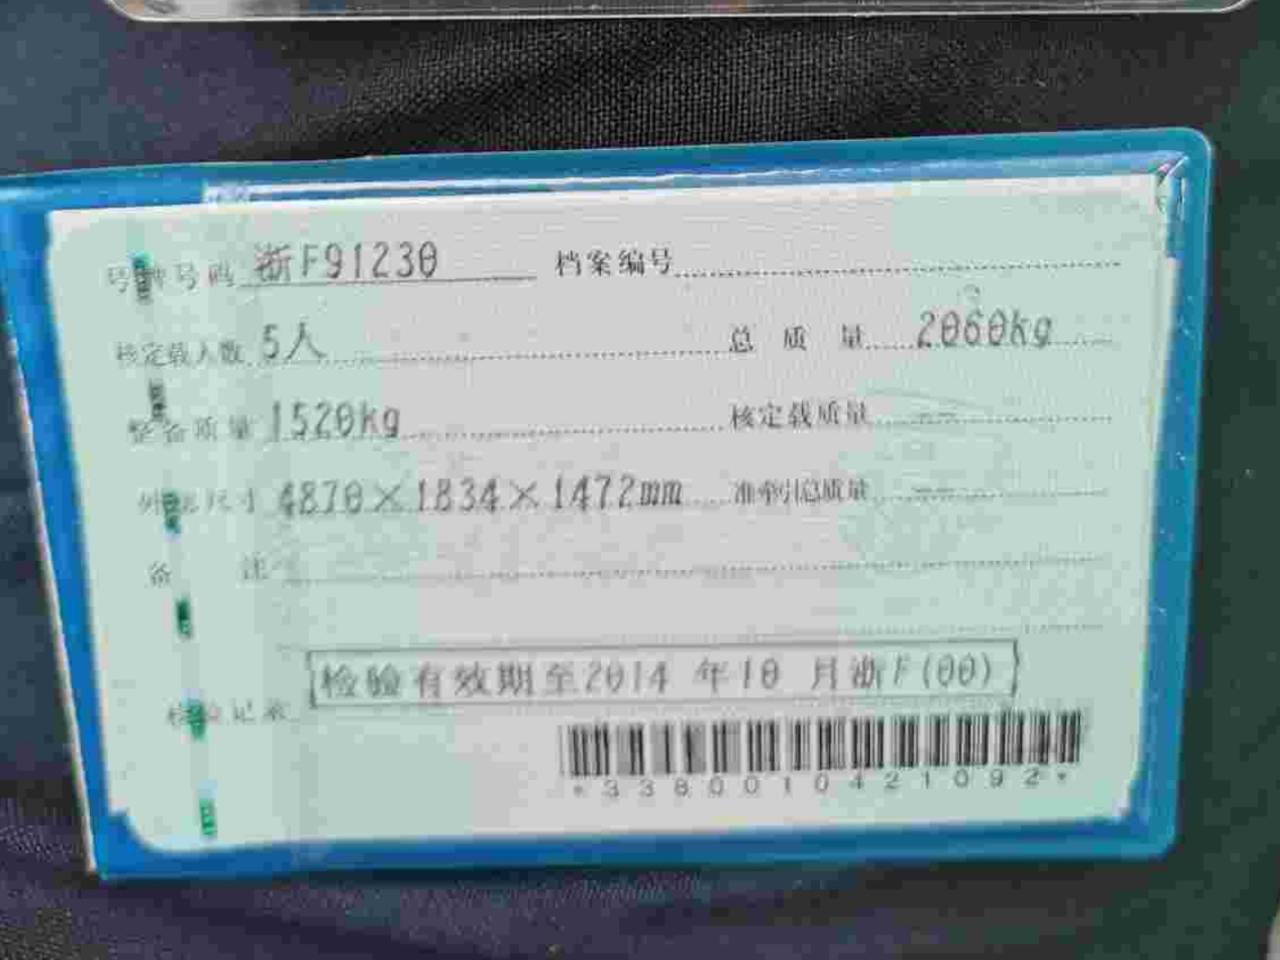 号牌号码 浙F91230 档案编号
核定载人数 5人 总质量 2060kg
整备质量 1520kg 核定载质量 --
外廓尺寸 4870×1834×1472mm 准牵引总质量 --
备注
检验有效期至2014 年10 月浙F(00)
检验记录
*3380010421092*